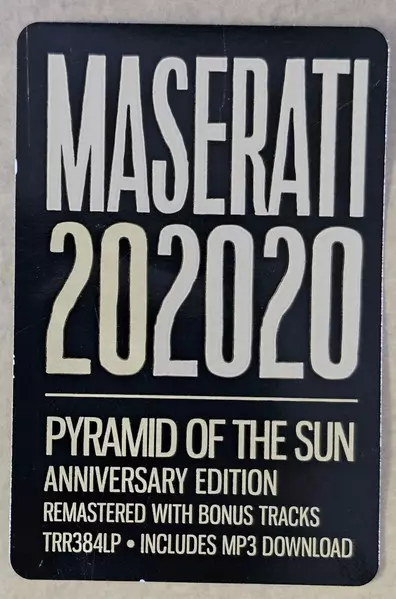 MASERATI
202020
PYRAMID OF THE SUN
ANNIVERSARY EDITION
REMASTERED WITH BONUS TRACKS
TRR384LP • INCLUDES MP3 DOWNLOAD